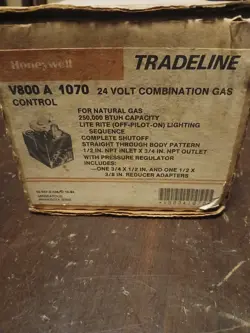 Honeywell
TRADELINE
V800 A 1070 24 VOLT COMBINATION GAS
CONTROL
FOR NATURAL GAS
250,000 BTUH CAPACITY
LITE RITE (OFF-PILOT-ON) LIGHTING
SEQUENCE
COMPLETE SHUTOFF
STRAIGHT THROUGH BODY PATTERN
1/2 IN. NPT INLET X 3/4 IN. NPT OUTLET
WITH PRESSURE REGULATOR
INCLUDES:
—ONE 3/4 X 1/2 IN. AND ONE 1/2 X
3/8 IN. REDUCER ADAPTERS